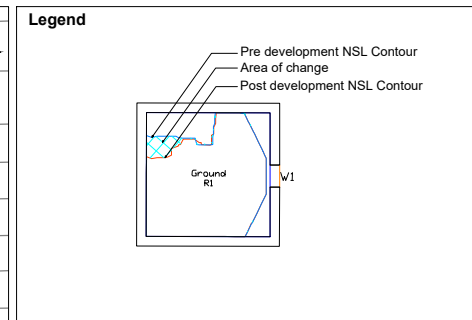 Legend
Pre development NSL Contour
Area of change
Post development NSL Contour
Ground
R1
W1